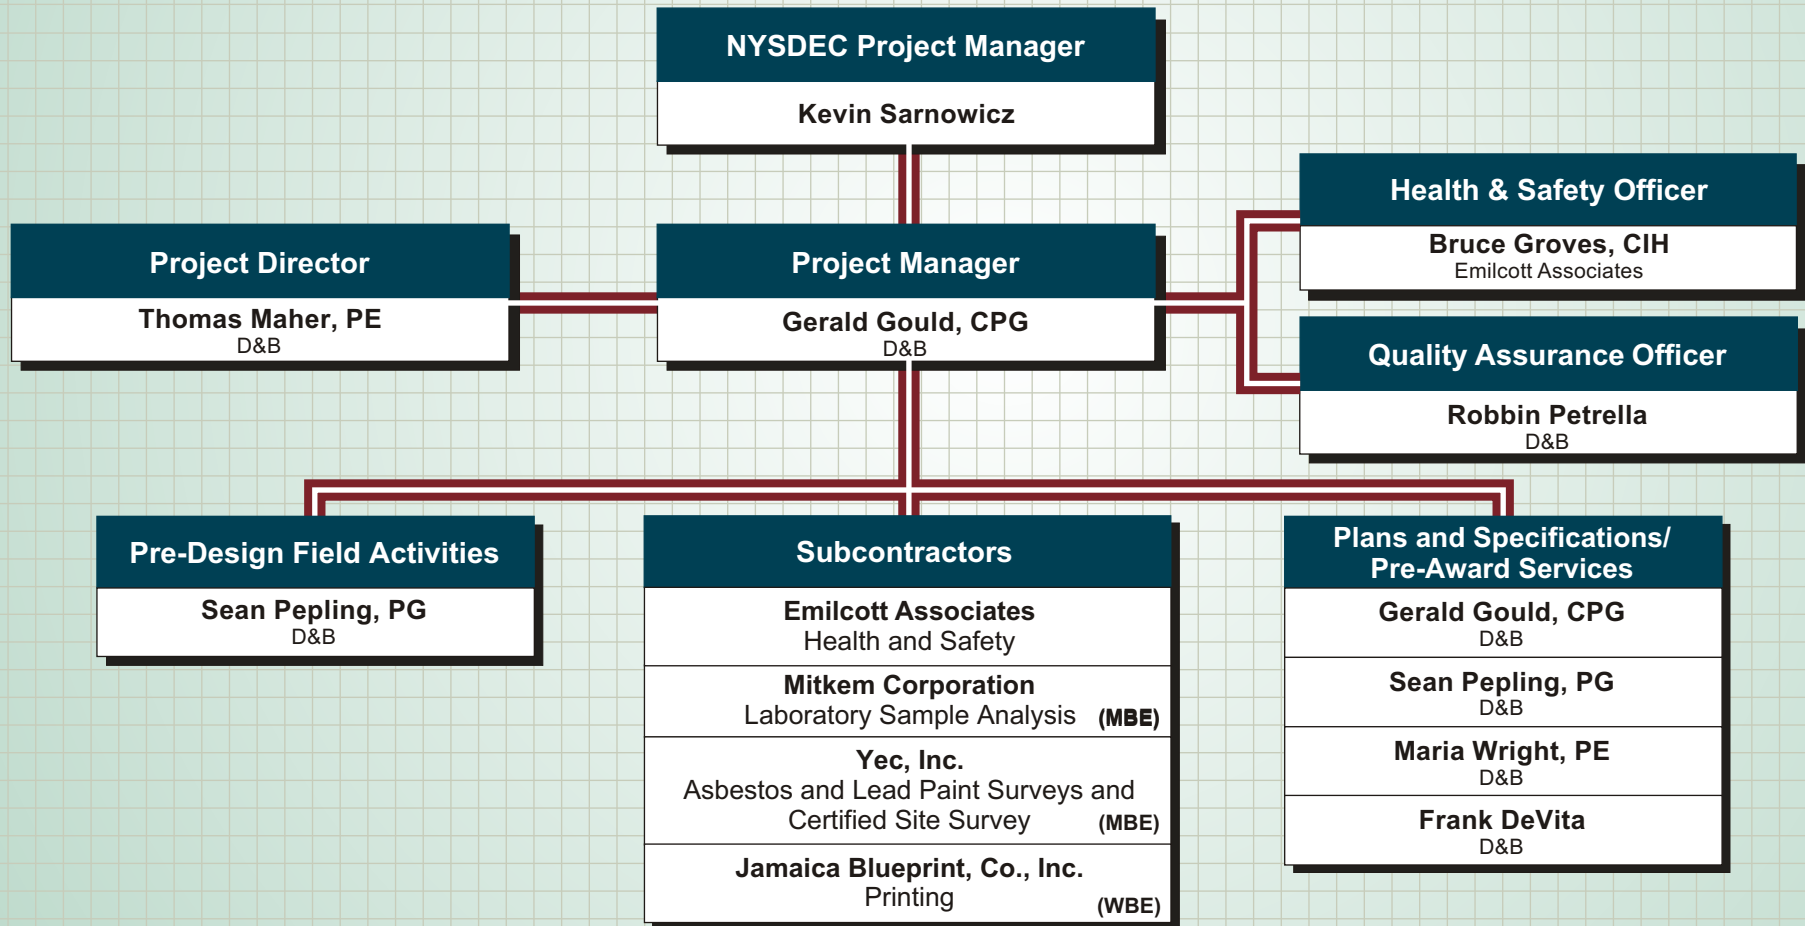 NYSDEC Project Manager
Kevin Sarnowicz
Project Director
Thomas Maher, PE
D&B
Project Manager
Gerald Gould, CPG
D&B
Health & Safety Officer
Bruce Groves, CIH
Emilcott Associates
Quality Assurance Officer
Robbin Petrella
D&B
Pre-Design Field Activities
Sean Pepling, PG
D&B
Subcontractors
Emilcott Associates
Health and Safety
Mitkem Corporation
Laboratory Sample Analysis (MBE)
Yec, Inc.
Asbestos and Lead Paint Surveys and
Certified Site Survey (MBE)
Jamaica Blueprint, Co., Inc.
Printing
(WBE)
Plans and Specifications/
Pre-Award Services
Gerald Gould, CPG
D&B
Sean Pepling, PG
D&B
Maria Wright, PE
D&B
Frank DeVita
D&B